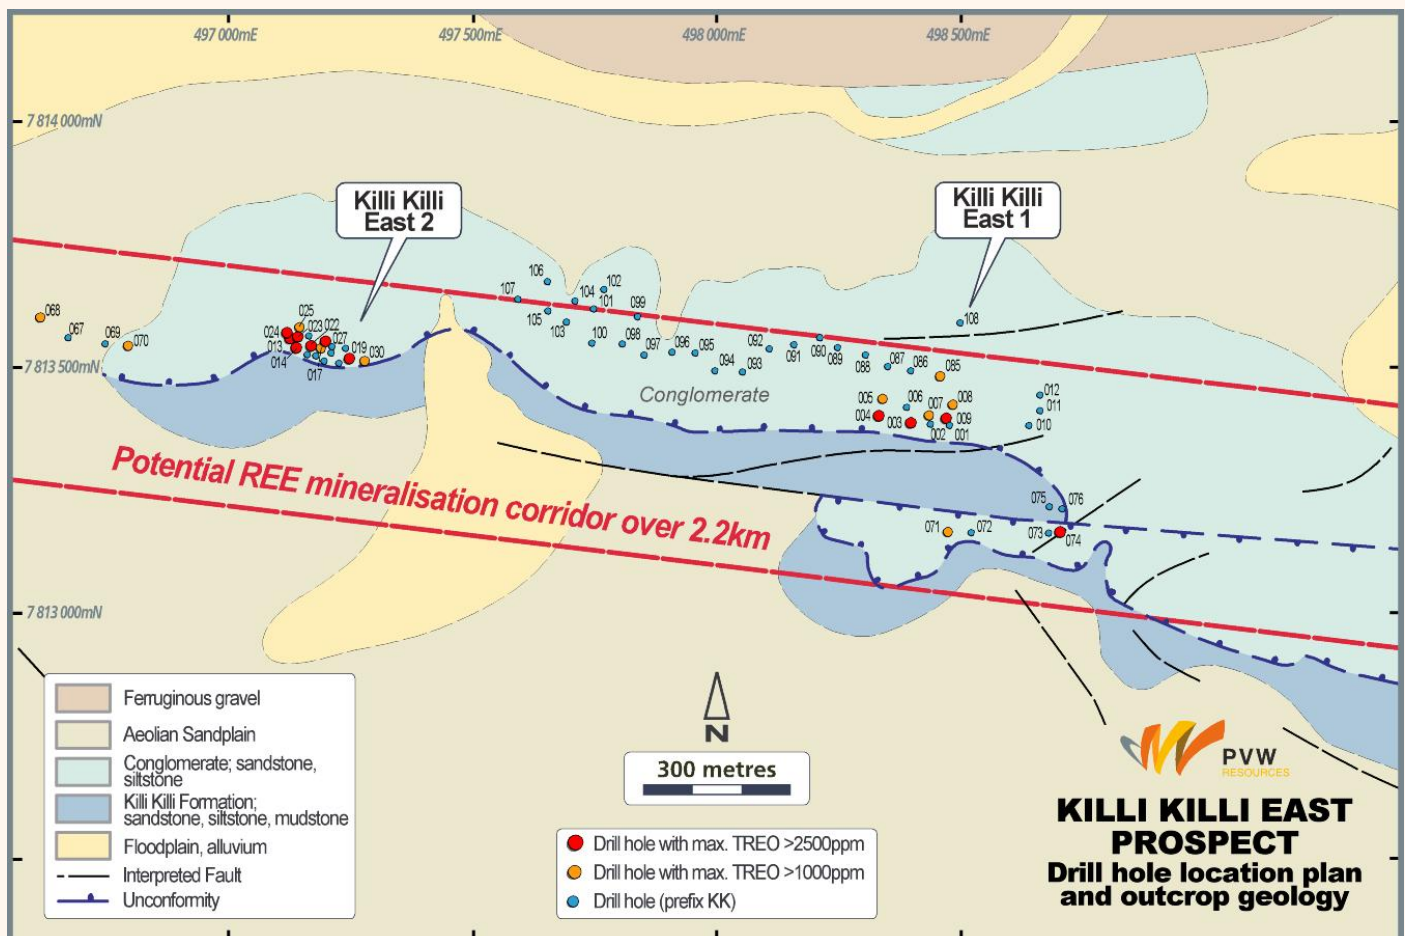 497 000mE
497 500mE
498 000mE
498 500mE
7 814 000mN
Killi Killi
East 2
Killi Killi
East 1
106
102
107
104
101
099
105
103
100
098
097
096
095
094
093
092
091
090
089
088
087
086
085
108
068
067
069
070
025
024
023
022
027
013
019
030
014
017
7 813 500mN
Conglomerate
005
006
007
008
004
003
009
002
001
012
011
010
Potential REE mineralisation corridor over 2.2km
075
076
071
072
073
074
7 813 000mN
Ferruginous gravel
Aeolian Sandplain
Conglomerate; sandstone,
siltstone
Killi Killi Formation;
sandstone, siltstone, mudstone
Floodplain, alluvium
Interpreted Fault
Unconformity
N
300 metres
Drill hole with max. TREO >2500ppm
Drill hole with max. TREO >1000ppm
Drill hole (prefix KK)
PVW
RESOURCES
KILLI KILLI EAST
PROSPECT
Drill hole location plan
and outcrop geology